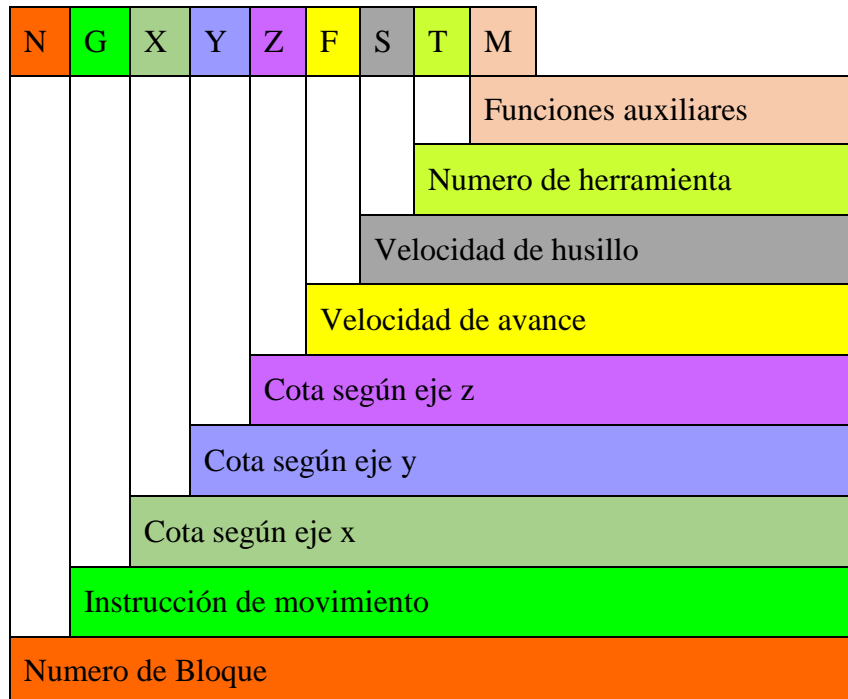 N G X Y Z F S T M
Funciones auxiliares
Numero de herramienta
Velocidad de husillo
Velocidad de avance
Cota según eje z
Cota según eje y
Cota según eje x
Instrucción de movimiento
Numero de Bloque